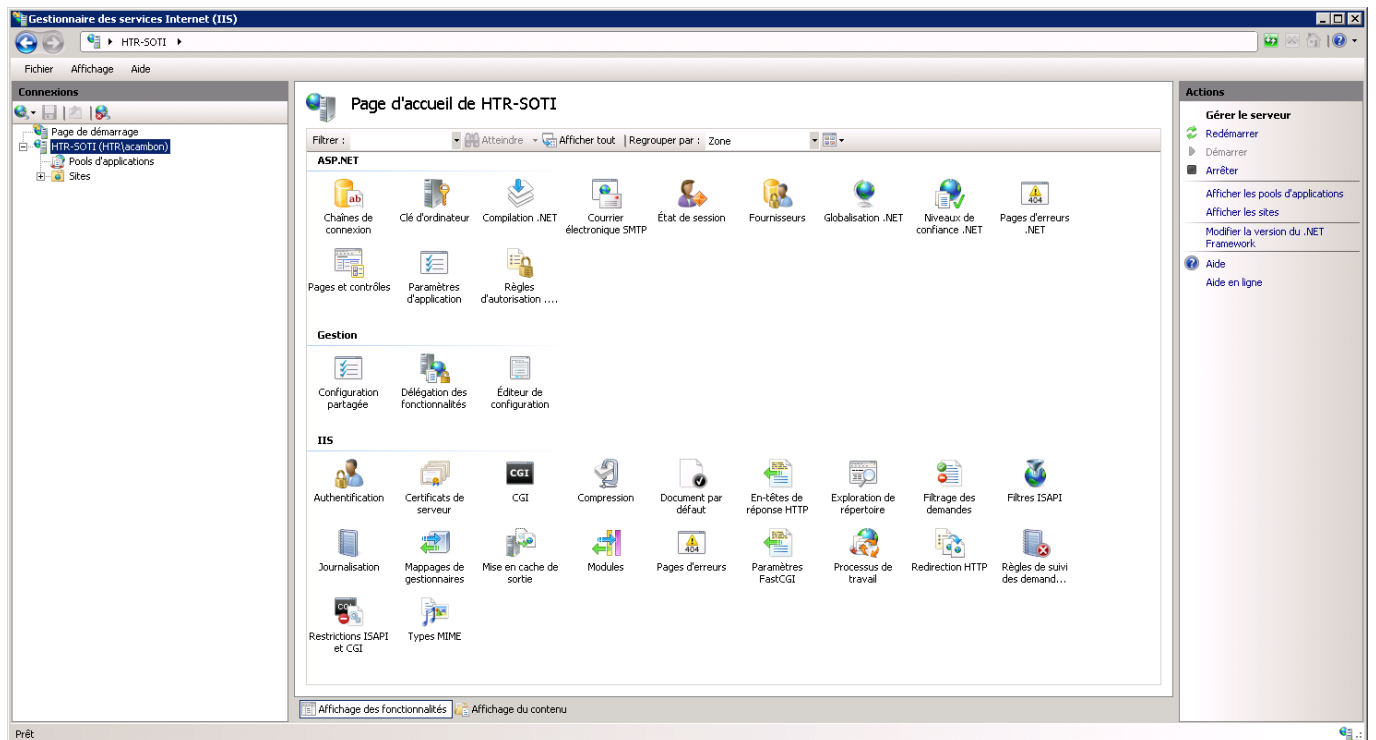 Gestionnaire des services Internet (IIS)
HTR-SOTI
Fichier Affichage Aide
Connexions
Page de démarrage
HTR-SOTI (HTR\acambon)
Pools d'applications
Sites
Page d'accueil de HTR-SOTI
Filtrer : Atteindre Afficher tout Regrouper par : Zone
ASP.NET
Chaînes de connexion
Clé d'ordinateur
Compilation .NET
Courrier électronique SMTP
État de session
Fournisseurs
Globalisation .NET
Niveaux de confiance .NET
Pages d'erreurs .NET
Pages et contrôles
Paramètres d'application
Règles d'autorisation ....
Gestion
Configuration partagée
Délégation des fonctionnalités
Éditeur de configuration
IIS
Authentification
Certificats de serveur
CGI
Compression
Document par défaut
En-têtes de réponse HTTP
Exploration de répertoire
Filtrage des demandes
Filtres ISAPI
Journalisation
Mappages de gestionnaires
Mise en cache de sortie
Modules
Pages d'erreurs
Paramètres FastCGI
Processus de travail
Redirection HTTP
Règles de suivi des demand...
Restrictions ISAPI et CGI
Types MIME
Affichage des fonctionnalités Affichage du contenu
Actions
Gérer le serveur
Redémarrer
Démarrer
Arrêter
Afficher les pools d'applications
Afficher les sites
Modifier la version du .NET
Framework
Aide
Aide en ligne
Prêt